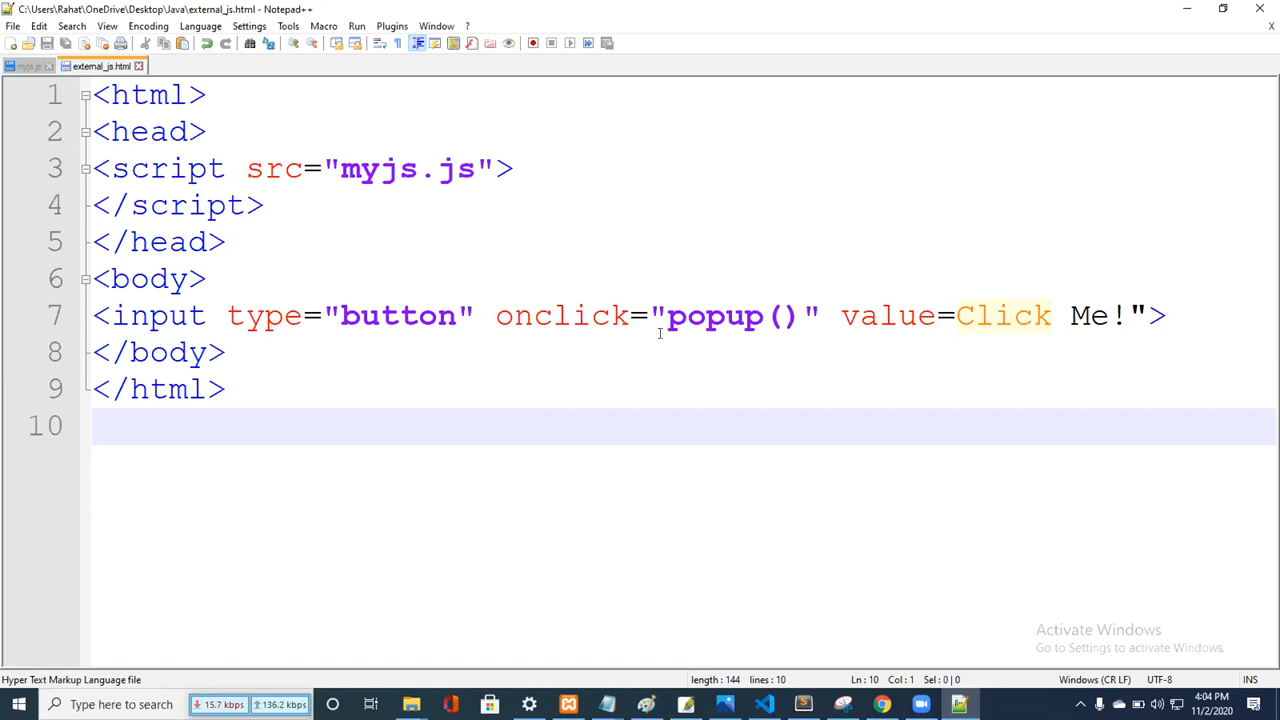 C:\Users\Rahat\OneDrive\Desktop\Java\external_js.html - Notepad++
File Edit Search View Encoding Language Settings Tools Macro Run Plugins Window ?
myjs.js external_js.html
1 <html>
2 <head>
3 <script src="myjs.js">
4 </script>
5 </head>
6 <body>
7 <input type="button" onclick="popup()" value=Click Me!">
8 </body>
9 </html>
10
Activate Windows
Go to Settings to activate Windows.
Hyper Text Markup Language file length : 144 lines : 10 Ln : 10 Col : 1 Sel : 0 | 0 Windows (CR LF) UTF-8 INS
Type here to search 15.7 kbps 136.2 kbps 4:04 PM
11/2/2020